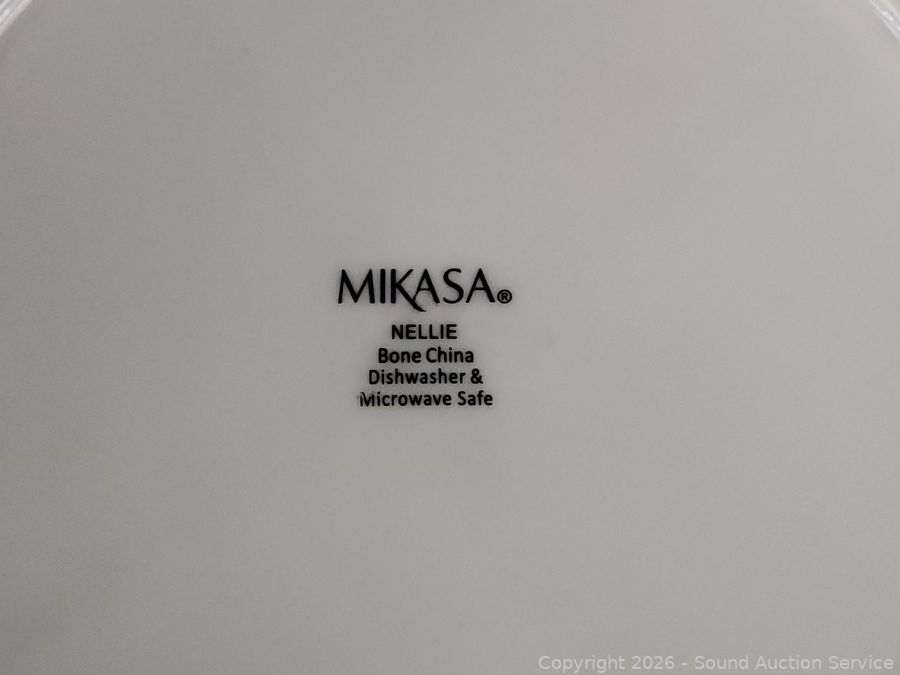 MIKASA®
NELLIE
Bone China
Dishwasher &
Microwave Safe
Copyright 2026 - Sound Auction Service